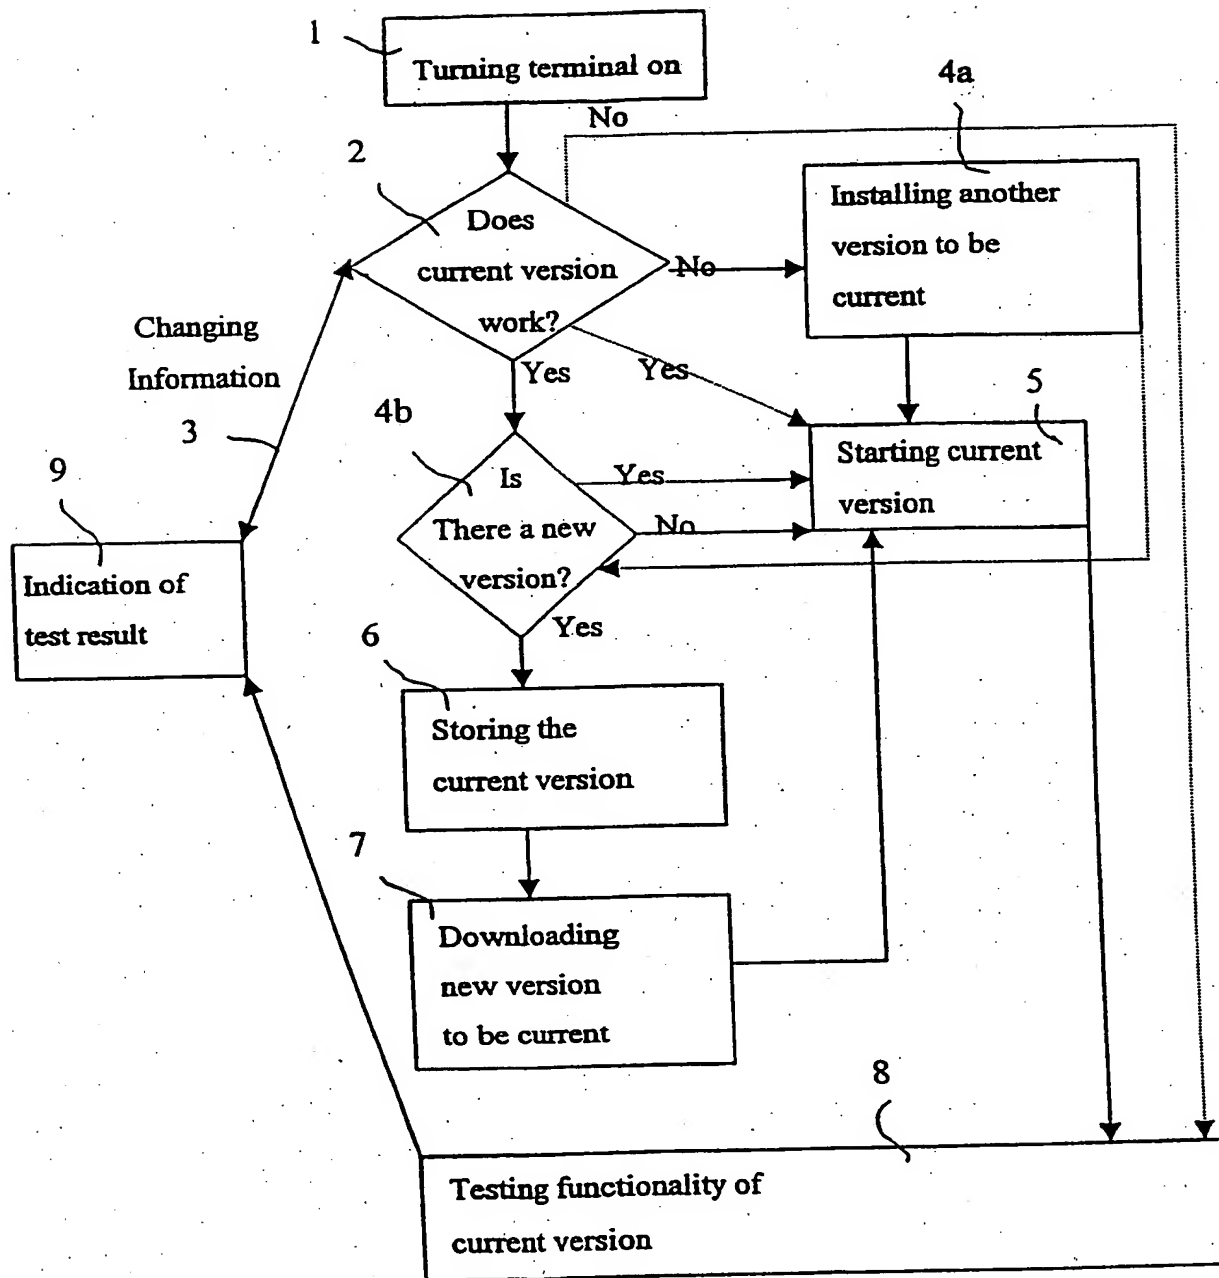 1
Turning terminal on
No
4a
2
Does
current version
work?
No
Installing another
version to be
current
Changing
Information
3
Yes
Yes
4b
5
Is
There a new
version?
Yes
No
Starting current
version
9
Indication of
test result
Yes
6
Storing the
current version
7
Downloading
new version
to be current
8
Testing functionality of
current version